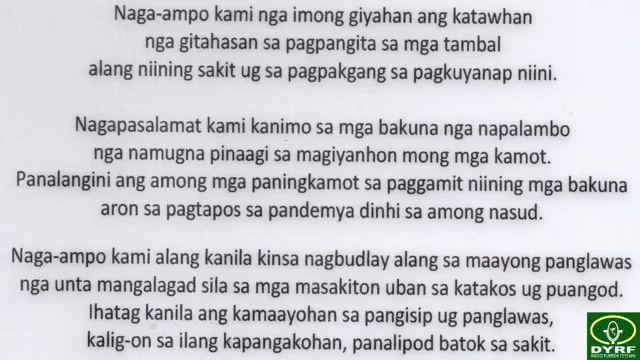 Naga-ampo kami nga imong giyahan ang katawhan
nga gitahasan sa pagpangita sa mga tambal
alang niining sakit ug sa pagpakgang sa pagkuyanap niini.
Nagapasalamat kami kanimo sa mga bakuna nga napalambo
nga namugna pinaagi sa magiyanhon mong mga kamot.
Panalangini ang among mga paningkamot sa paggamit niining mga bakuna
aron sa pagtapos sa pandemya dinhi sa among nasud.
Naga-ampo kami alang kanila kinsa nagbudlay alang sa maayong panglawas
nga unta mangalagad sila sa mga masakiton uban sa katakos ug puangod.
Ihatag kanila ang kamaayohan sa pangisip ug panglawas,
kalig-on sa ilang kapangakohan, panalipod batok sa sakit.
DYRF